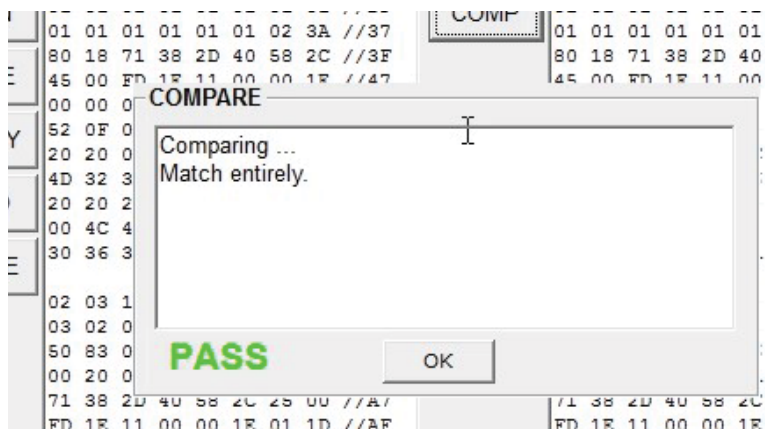 COMP
01 01 01 01 01 01 02 3A //37
01 01 01 01 01 01
80 18 71 38 2D 40 58 2C //3F
80 18 71 38 2D 40
45 00 FD 1E 11 00 00 1E //47
45 00 FD 1E 11 00
00 00 0
COMPARE
52 0F 0
Y
20 20 0
Comparing ...
4D 32 3
Match entirely.
20 20 2
00 4C 4
30 36 3
E
02 03 1
03 02 0
50 83 0
PASS
OK
00 20 0
71 38 2D 40 58 2C 25 00 //A7
71 38 2D 40 58 2C
FD 1E 11 00 00 1E 01 1D //AF
FD 1E 11 00 00 1E